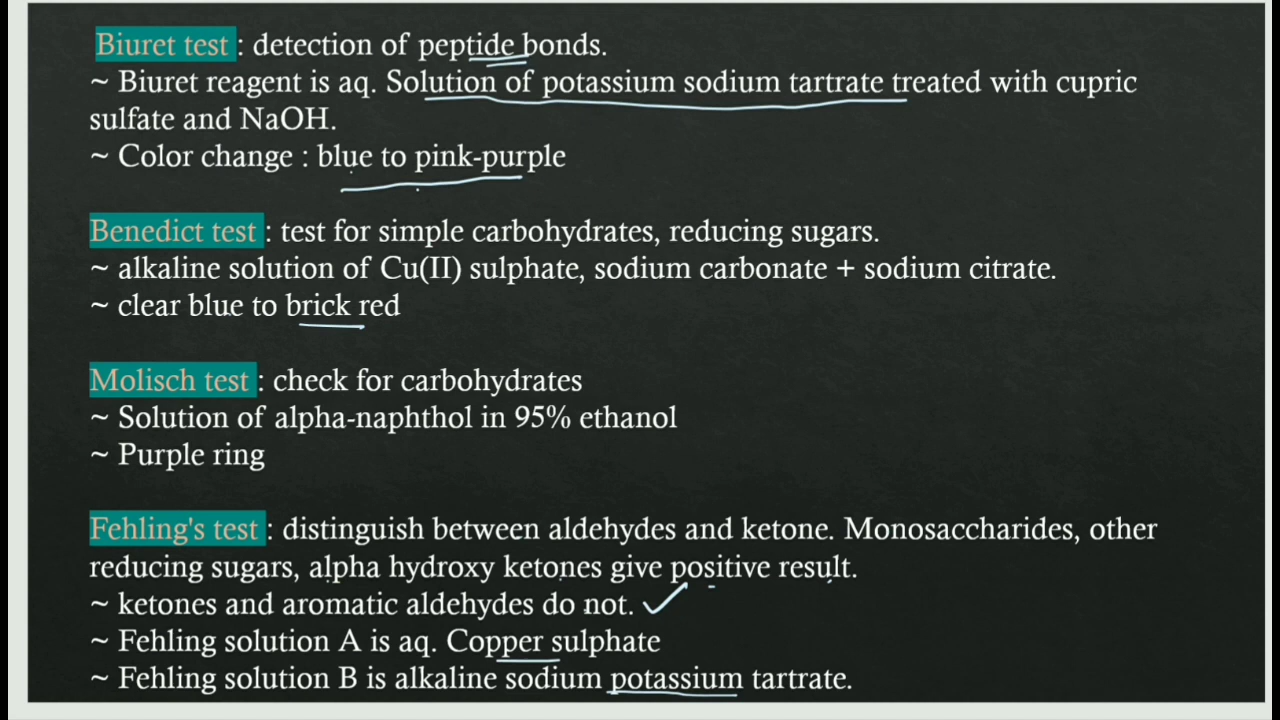 Biuret test : detection of peptide bonds.
~ Biuret reagent is aq. Solution of potassium sodium tartrate treated with cupric
sulfate and NaOH.
~ Color change : blue to pink-purple
Benedict test : test for simple carbohydrates, reducing sugars.
~ alkaline solution of Cu(II) sulphate, sodium carbonate + sodium citrate.
~ clear blue to brick red
Molisch test : check for carbohydrates
~ Solution of alpha-naphthol in 95% ethanol
~ Purple ring
Fehling's test : distinguish between aldehydes and ketone. Monosaccharides, other
reducing sugars, alpha hydroxy ketones give positive result.
~ ketones and aromatic aldehydes do not.
~ Fehling solution A is aq. Copper sulphate
~ Fehling solution B is alkaline sodium potassium tartrate.